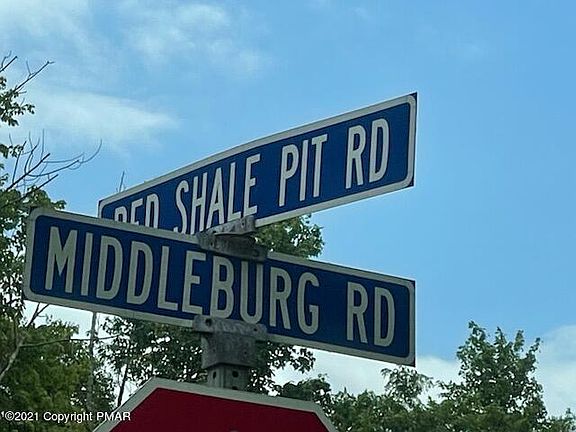 RED SHALE PIT RD
MIDDLEBURG RD
©2021 Copyright PMAR